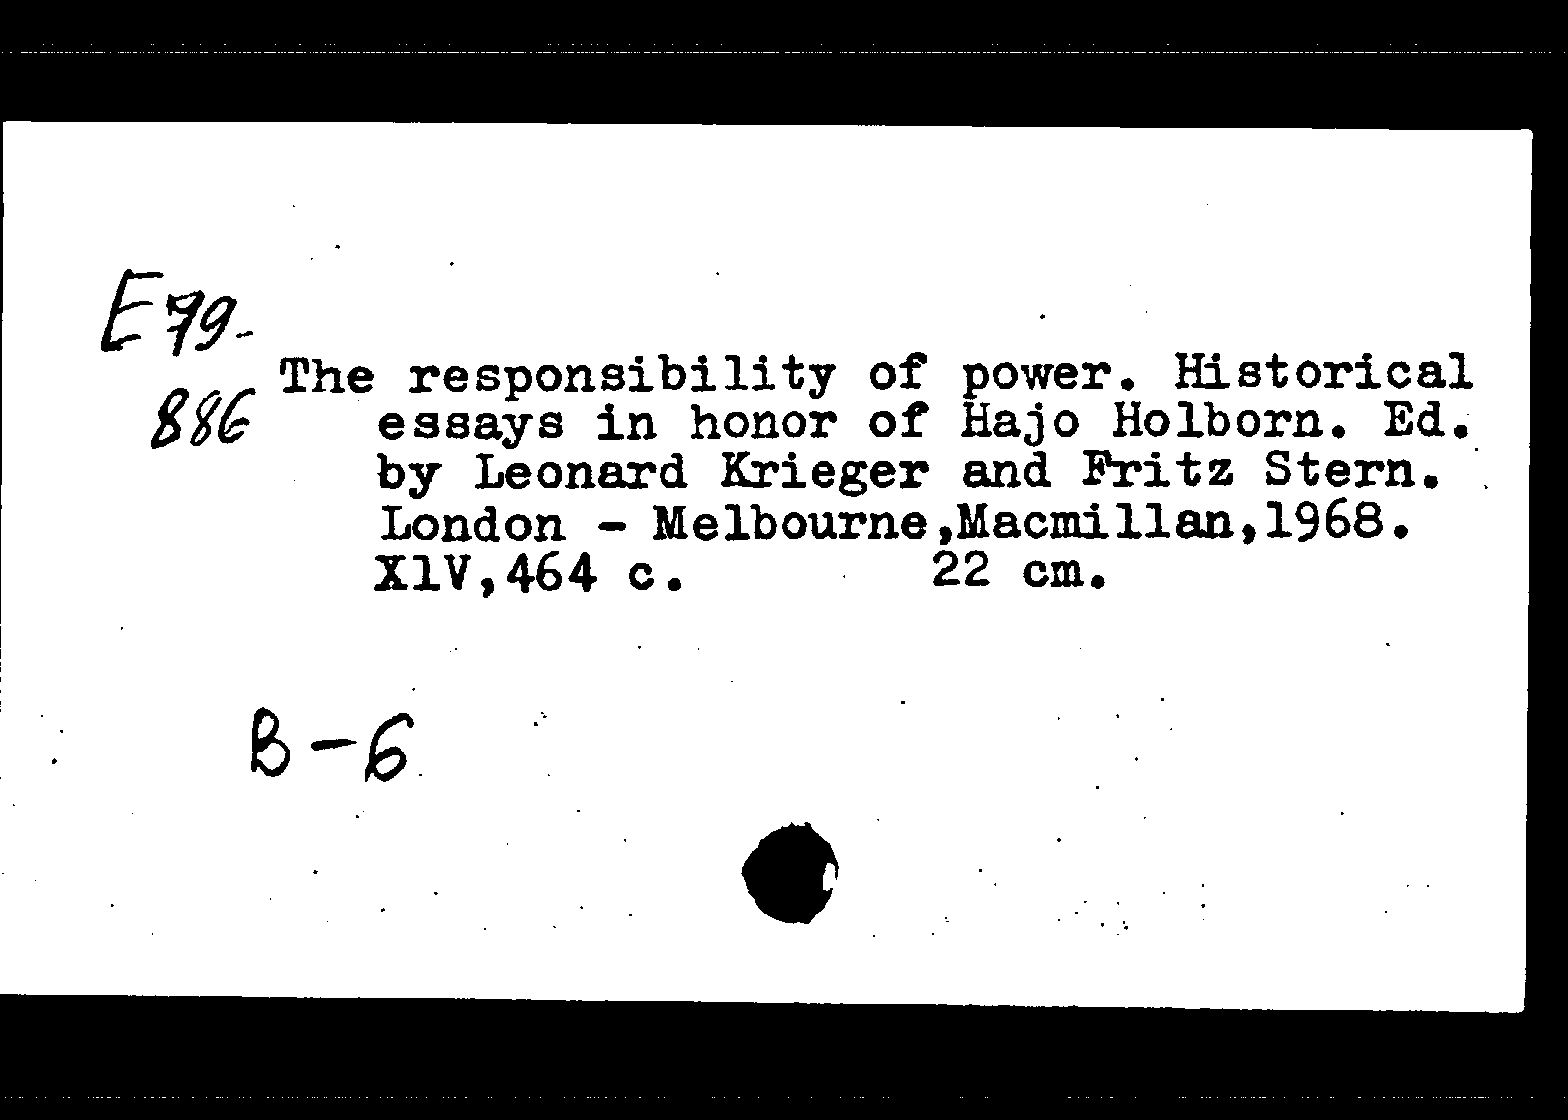 E79-
886
The responsibility of power. Historical
essays in honor of Hajo Holborn. Ed.
by Leonard Krieger and Fritz Stern.
London - Melbourne,Macmillan,1968.
X1V,464 c. 22 cm.
B-6